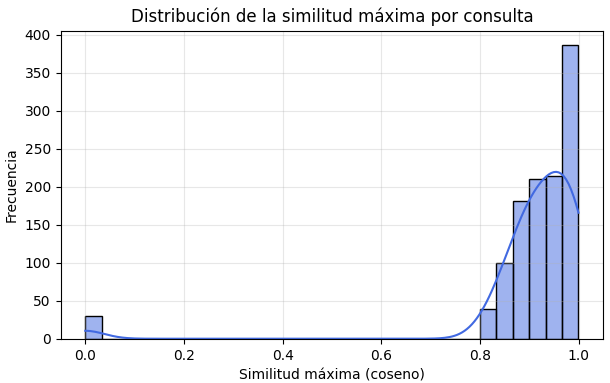 Distribución de la similitud máxima por consulta
Frecuencia
400
350
300
250
200
150
100
50
0
0.0 0.2 0.4 0.6 0.8 1.0
Similitud máxima (coseno)